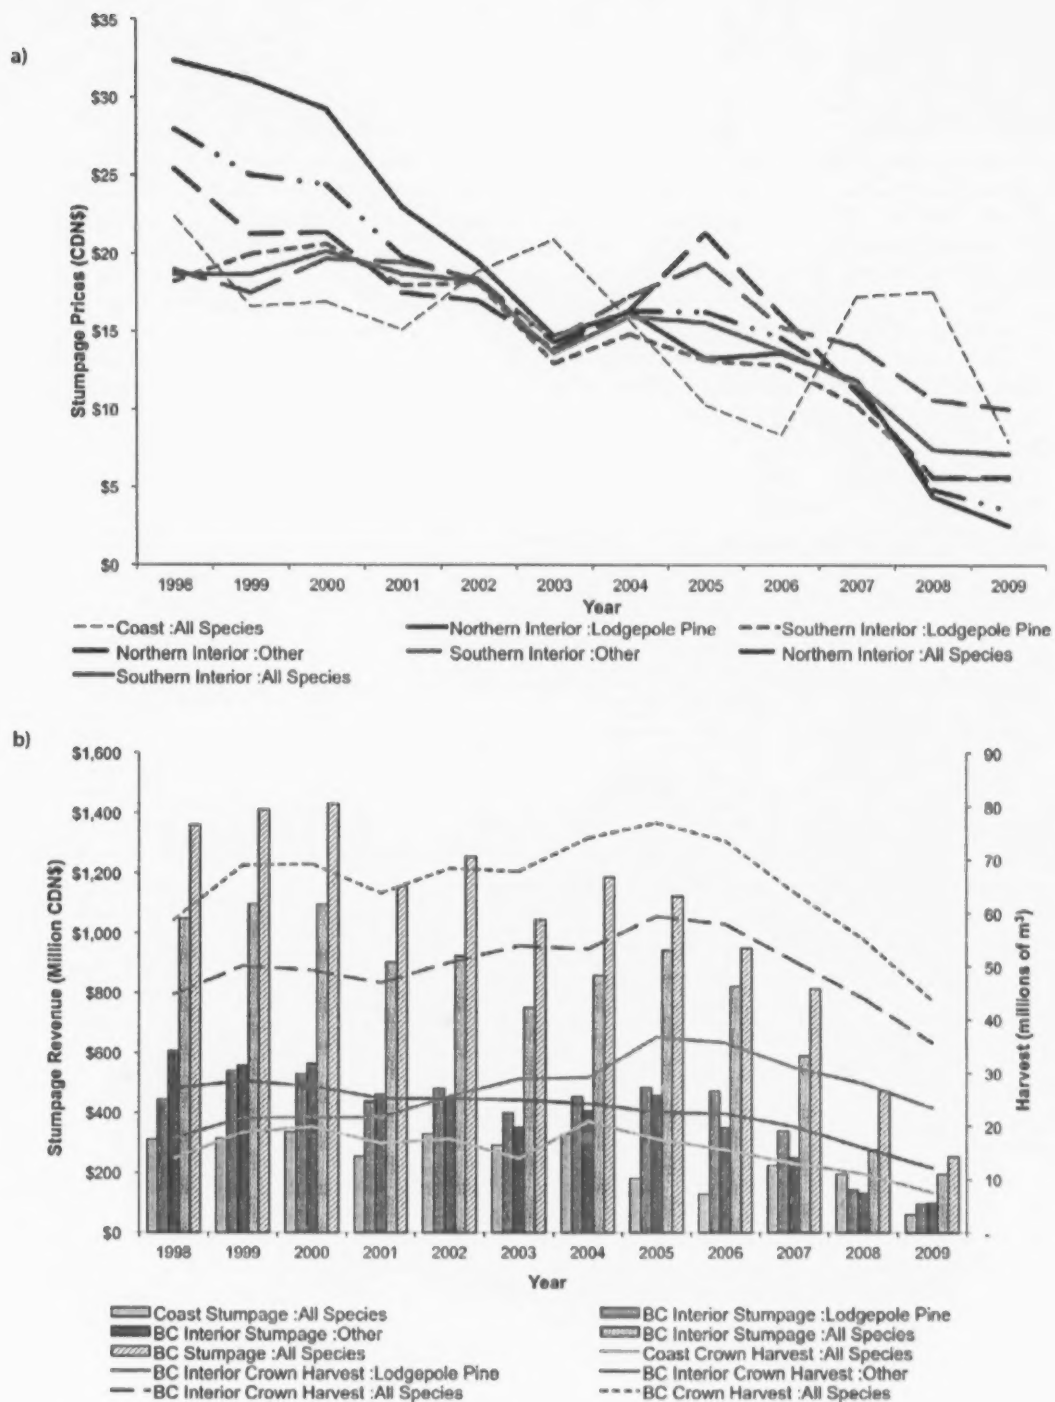 a)
Stumpage Prices (CDN$)
$35
$30
$25
$20
$15
$10
$5
$0
1998 1999 2000 2001 2002 2003 2004 2005 2006 2007 2008 2009
Year
Coast :All Species Northern Interior :Lodgepole Pine Southern Interior :Lodgepole Pine
Northern Interior :Other Southern Interior :Other Northern Interior :All Species
Southern Interior :All Species
b)
Stumpage Revenue (Million CDN$)
$1,600
$1,400
$1,200
$1,000
$800
$600
$400
$200
$0
90
80
70
60
50
40
30
20
10
-
Harvest (millions of m³)
1998 1999 2000 2001 2002 2003 2004 2005 2006 2007 2008 2009
Year
Coast Stumpage :All Species BC Interior Stumpage :Lodgepole Pine
BC Interior Stumpage :Other BC Interior Stumpage :All Species
BC Stumpage :All Species Coast Crown Harvest :All Species
BC Interior Crown Harvest :Lodgepole Pine BC Interior Crown Harvest :Other
BC Interior Crown Harvest :All Species BC Crown Harvest :All Species